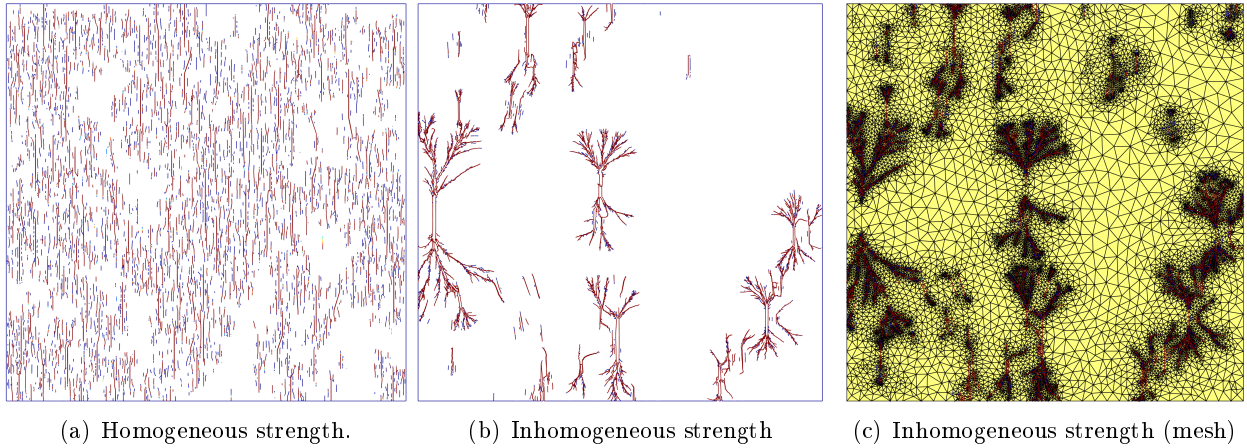 (a) Homogeneous strength.
(b) Inhomogeneous strength
(c) Inhomogeneous strength (mesh)